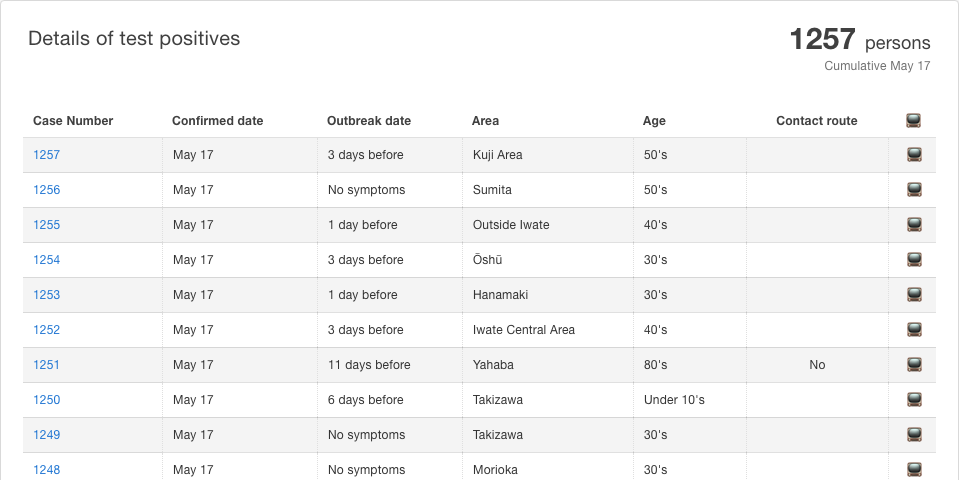 Details of test positives
1257 persons
Cumulative May 17
Case Number Confirmed date Outbreak date Area Age Contact route
1257 May 17 3 days before Kuji Area 50's
1256 May 17 No symptoms Sumita 50's
1255 May 17 1 day before Outside Iwate 40's
1254 May 17 3 days before Ōshū 30's
1253 May 17 1 day before Hanamaki 30's
1252 May 17 3 days before Iwate Central Area 40's
1251 May 17 11 days before Yahaba 80's No
1250 May 17 6 days before Takizawa Under 10's
1249 May 17 No symptoms Takizawa 30's
1248 May 17 No symptoms Morioka 30's